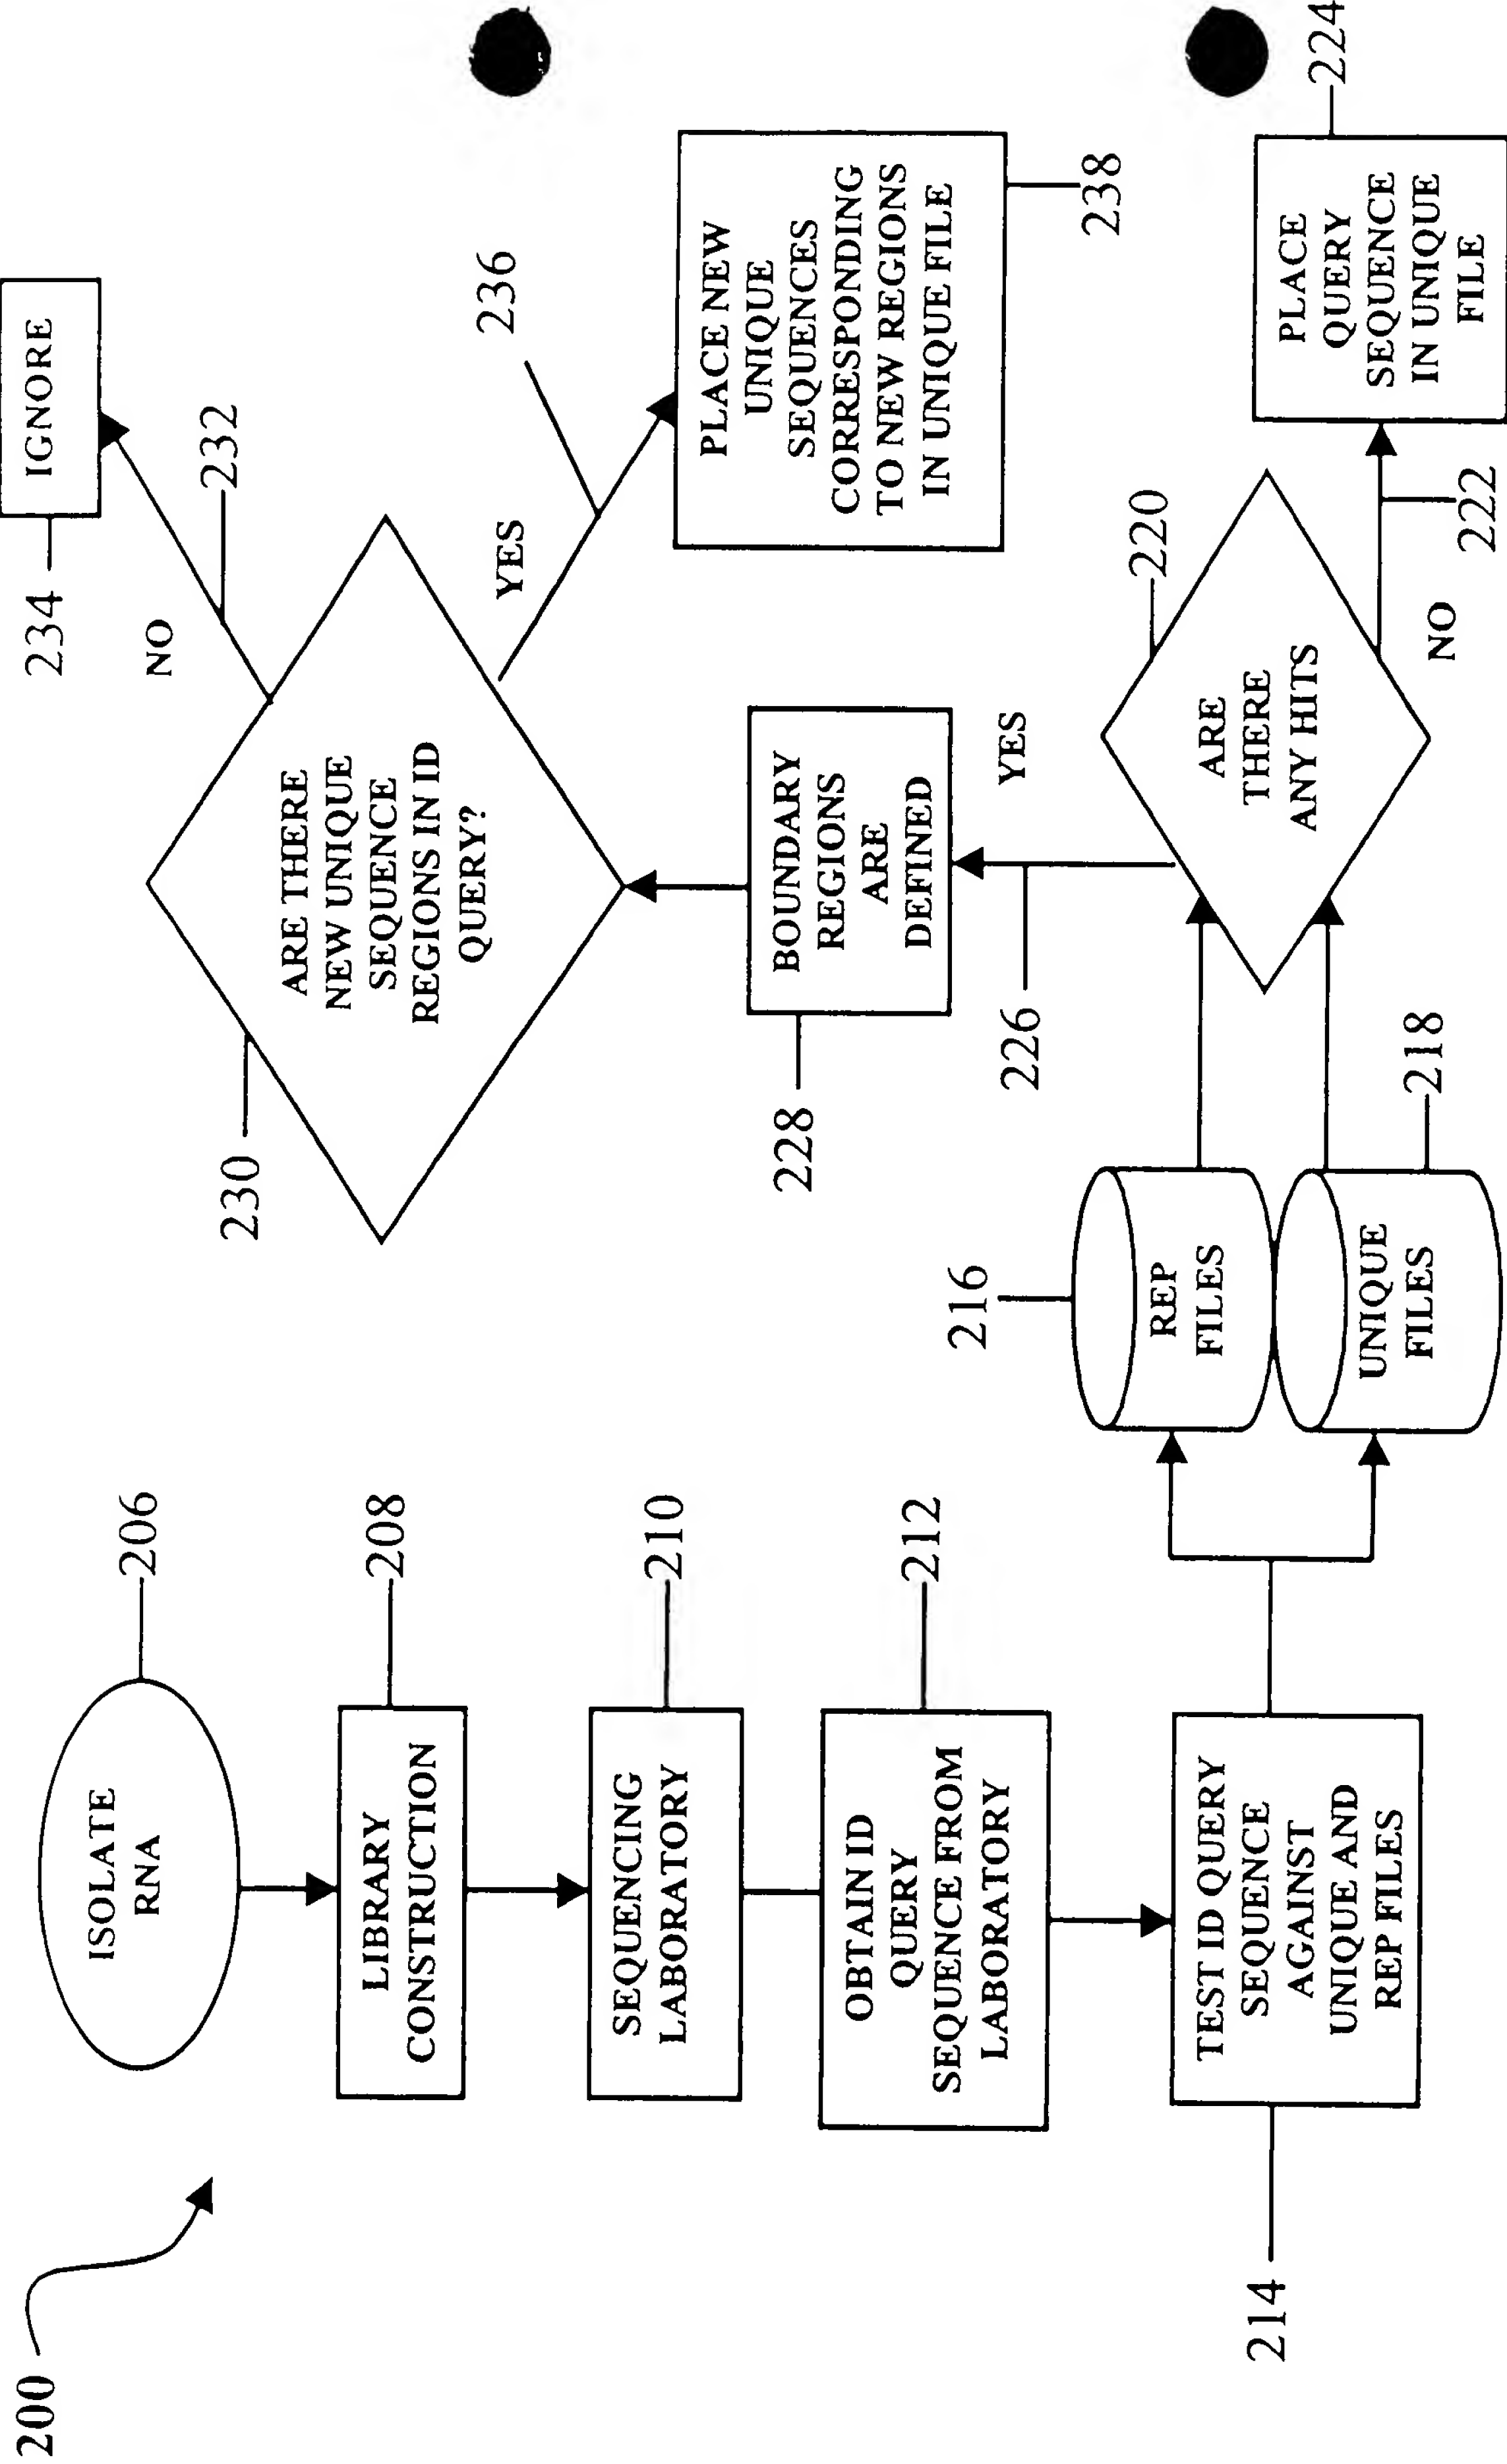 200
ISOLATE
RNA
206
LIBRARY
CONSTRUCTION
208
SEQUENCING
LABORATORY
210
OBTAIN ID
QUERY
SEQUENCE FROM
LABORATORY
212
TEST ID QUERY
SEQUENCE
AGAINST
UNIQUE AND
REP FILES
214
216
REP
FILES
UNIQUE
FILES
218
ARE
THERE
ANY HITS
220
NO
222
PLACE
QUERY
SEQUENCE
IN UNIQUE
FILE
224
YES
226
BOUNDARY
REGIONS
ARE
DEFINED
228
230
ARE THERE
NEW UNIQUE
SEQUENCE
REGIONS IN ID
QUERY?
NO
232
234
IGNORE
YES
236
PLACE NEW
UNIQUE
SEQUENCES
CORRESPONDING
TO NEW REGIONS
IN UNIQUE FILE
238